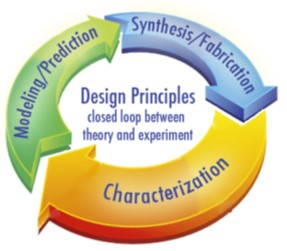 Modeling/Prediction
Synthesis/Fabrication
Design Principles
closed loop between
theory and experiment
Characterization